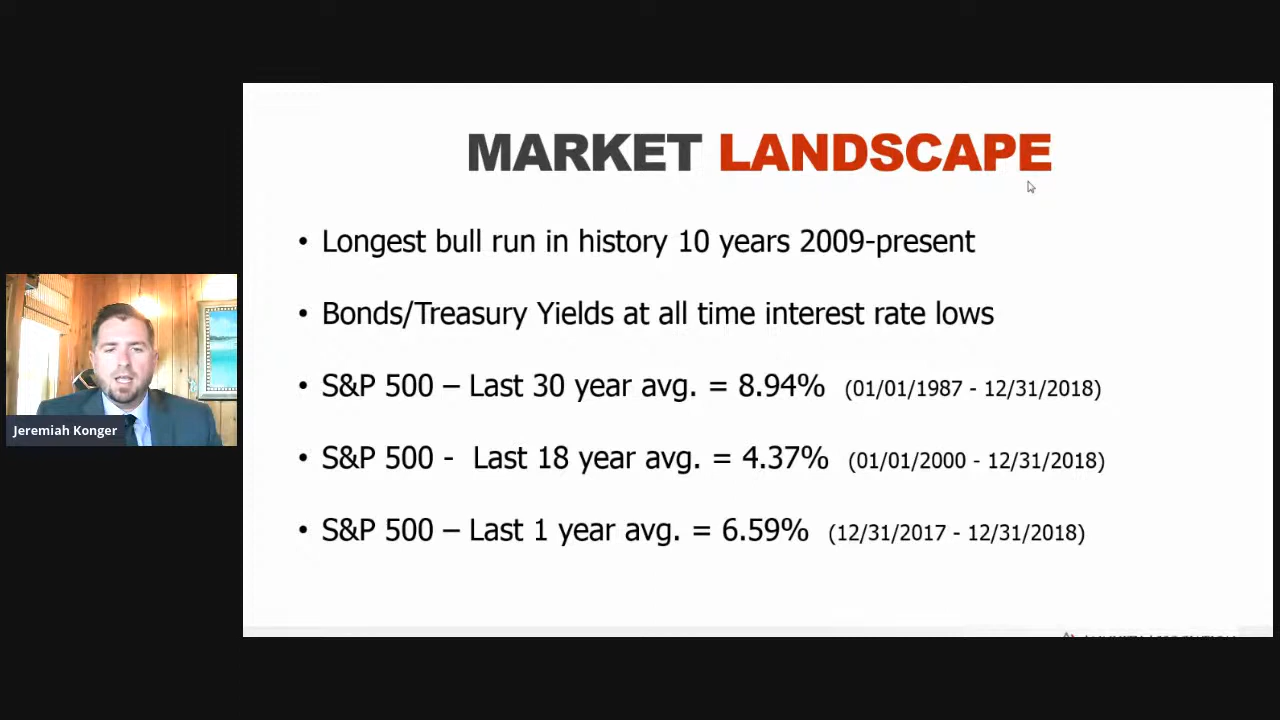 MARKET LANDSCAPE
• Longest bull run in history 10 years 2009-present
• Bonds/Treasury Yields at all time interest rate lows
• S&P 500 – Last 30 year avg. = 8.94% (01/01/1987 - 12/31/2018)
• S&P 500 -  Last 18 year avg. = 4.37% (01/01/2000 - 12/31/2018)
• S&P 500 – Last 1 year avg. = 6.59% (12/31/2017 - 12/31/2018)
Jeremiah Konger